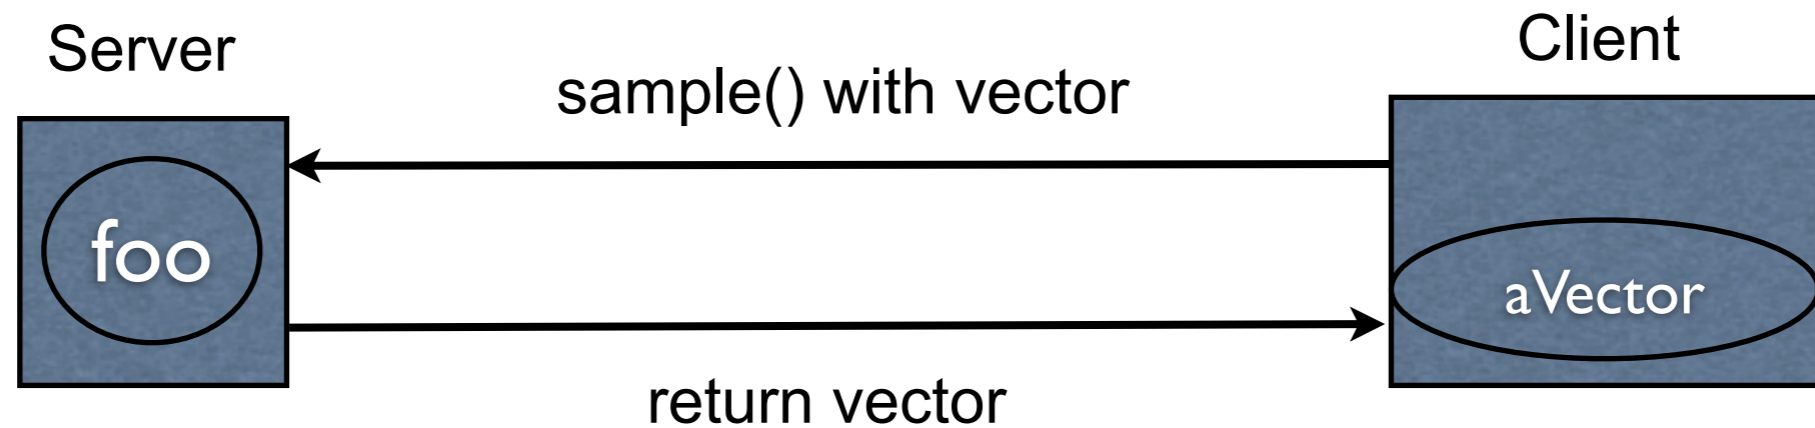 Server
Client
sample() with vector
foo
aVector
return vector